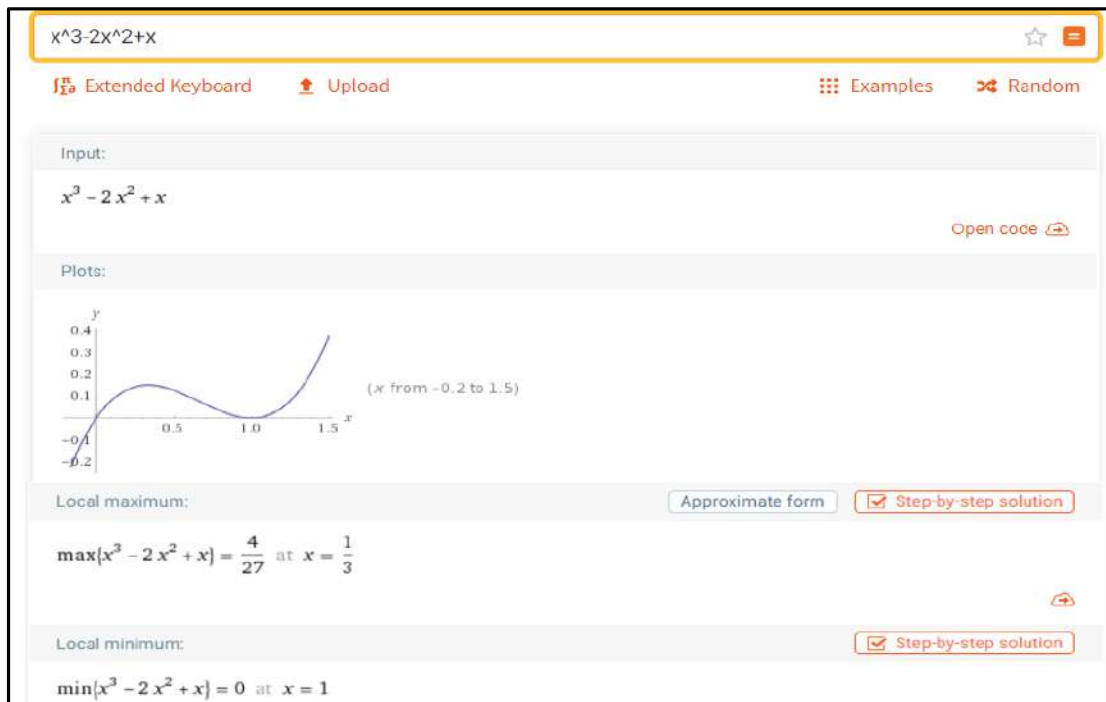 x^3-2x^2+x
Extended Keyboard Upload Examples Random
Input:
x³ − 2 x² + x
Open code
Plots:
y
0.4
0.3
0.2
0.1
−0.1
−0.2
0.5 1.0 1.5 x
(x from −0.2 to 1.5)
Local maximum: Approximate form Step-by-step solution
max{x³ − 2 x² + x} = 4/27 at x = 1/3
Local minimum: Step-by-step solution
min{x³ − 2 x² + x} = 0 at x = 1